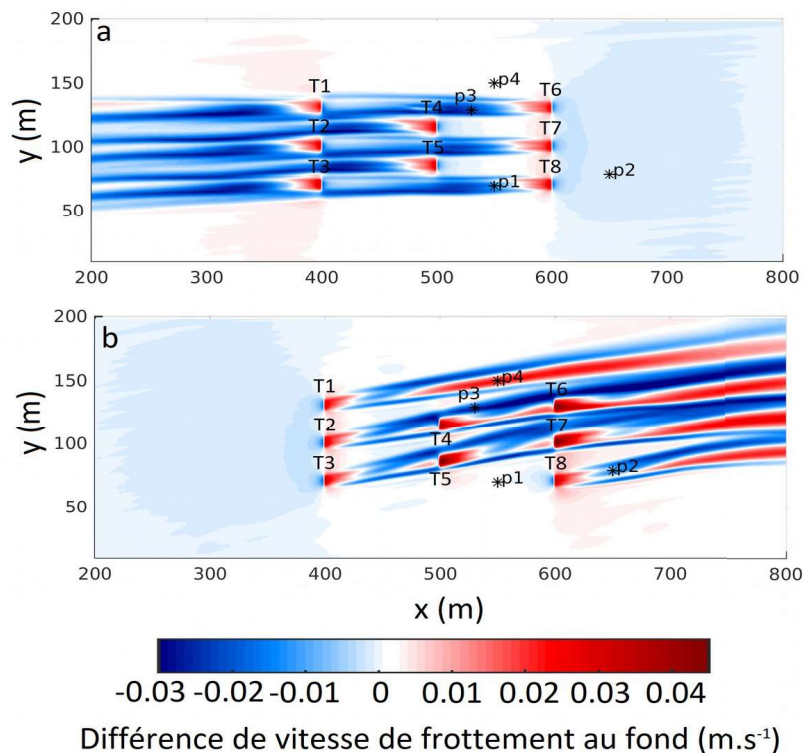 a
200
150
100
50
y (m)
T1
T2
T3
T4
T5
T6
T7
T8
p1
p2
p3
p4
200 300 400 500 600 700 800
b
200
150
100
50
y (m)
T1
T2
T3
T4
T5
T6
T7
T8
p1
p2
p3
p4
200 300 400 500 600 700 800
x (m)
-0.03 -0.02 -0.01 0 0.01 0.02 0.03 0.04
Différence de vitesse de frottement au fond (m.s⁻¹)